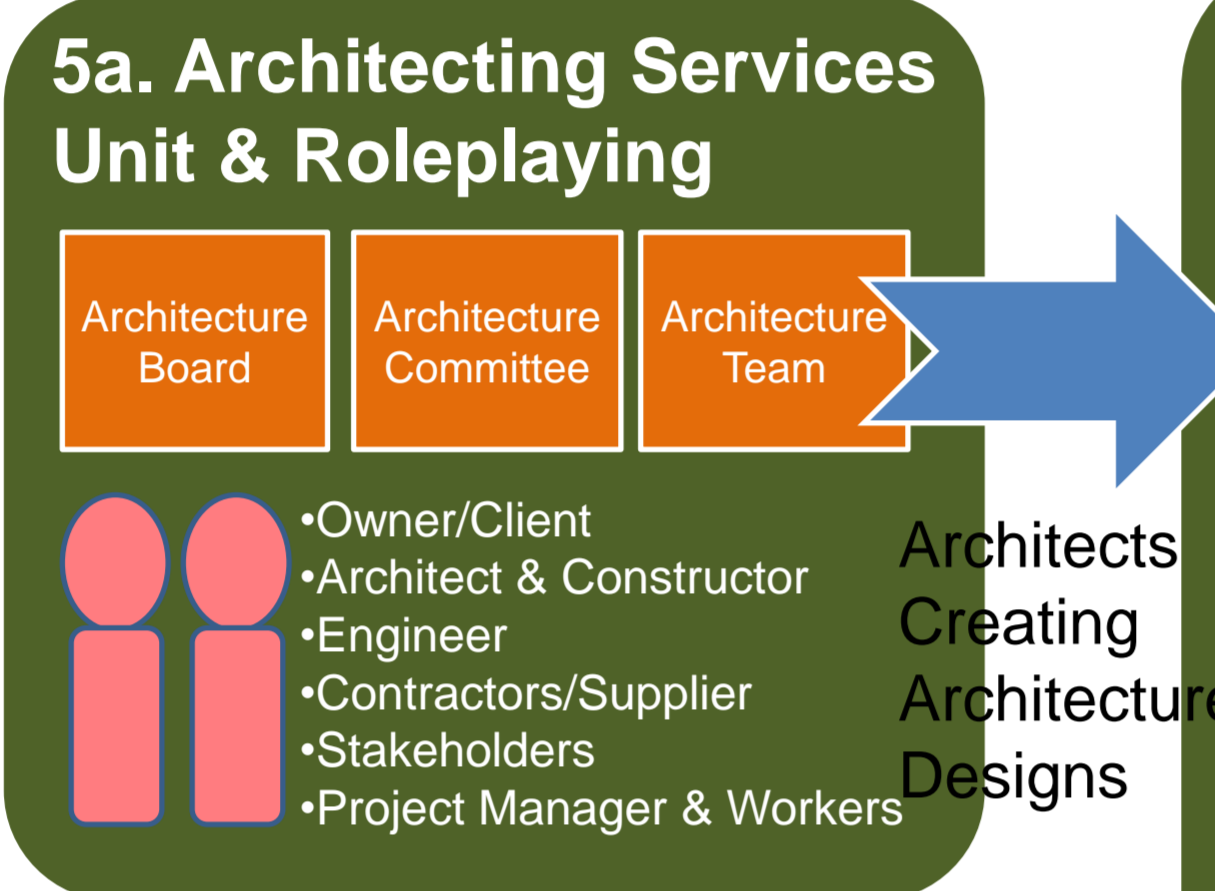 5a. Architecting Services
Unit & Roleplaying
Architecture
Board
Architecture
Committee
Architecture
Team
•Owner/Client
•Architect & Constructor
•Engineer
•Contractors/Supplier
•Stakeholders
•Project Manager & Workers
Architects
Creating
Architecture
Designs